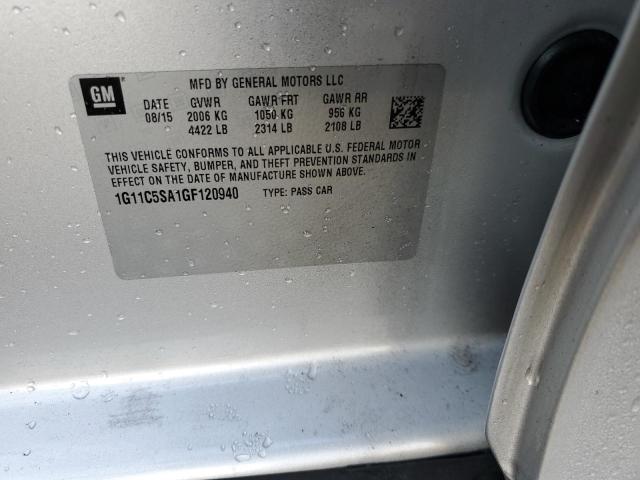 GM
MFD BY GENERAL MOTORS LLC
DATE GVWR GAWR FRT GAWR RR
08/15 2006 KG 1050 KG 956 KG
4422 LB 2314 LB 2108 LB
THIS VEHICLE CONFORMS TO ALL APPLICABLE U.S. FEDERAL MOTOR
VEHICLE SAFETY, BUMPER, AND THEFT PREVENTION STANDARDS IN
EFFECT ON THE DATE OF MANUFACTURE SHOWN ABOVE.
1G11C5SA1GF120940 TYPE: PASS CAR